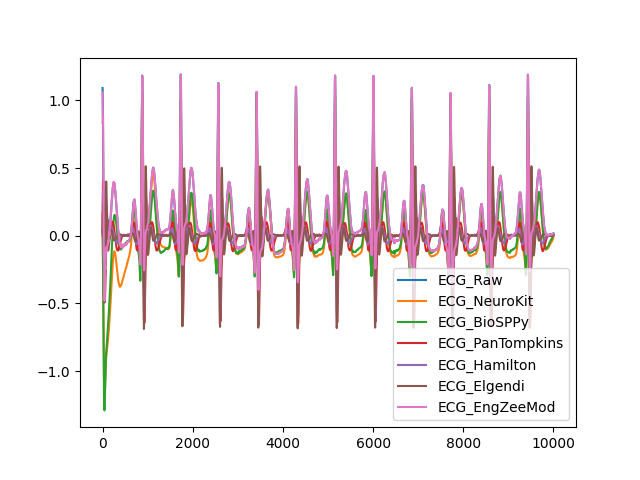 1.0
0.5
0.0
−0.5
−1.0
0
2000
4000
6000
8000
10000
ECG_Raw
ECG_NeuroKit
ECG_BioSPPy
ECG_PanTompkins
ECG_Hamilton
ECG_Elgendi
ECG_EngZeeMod